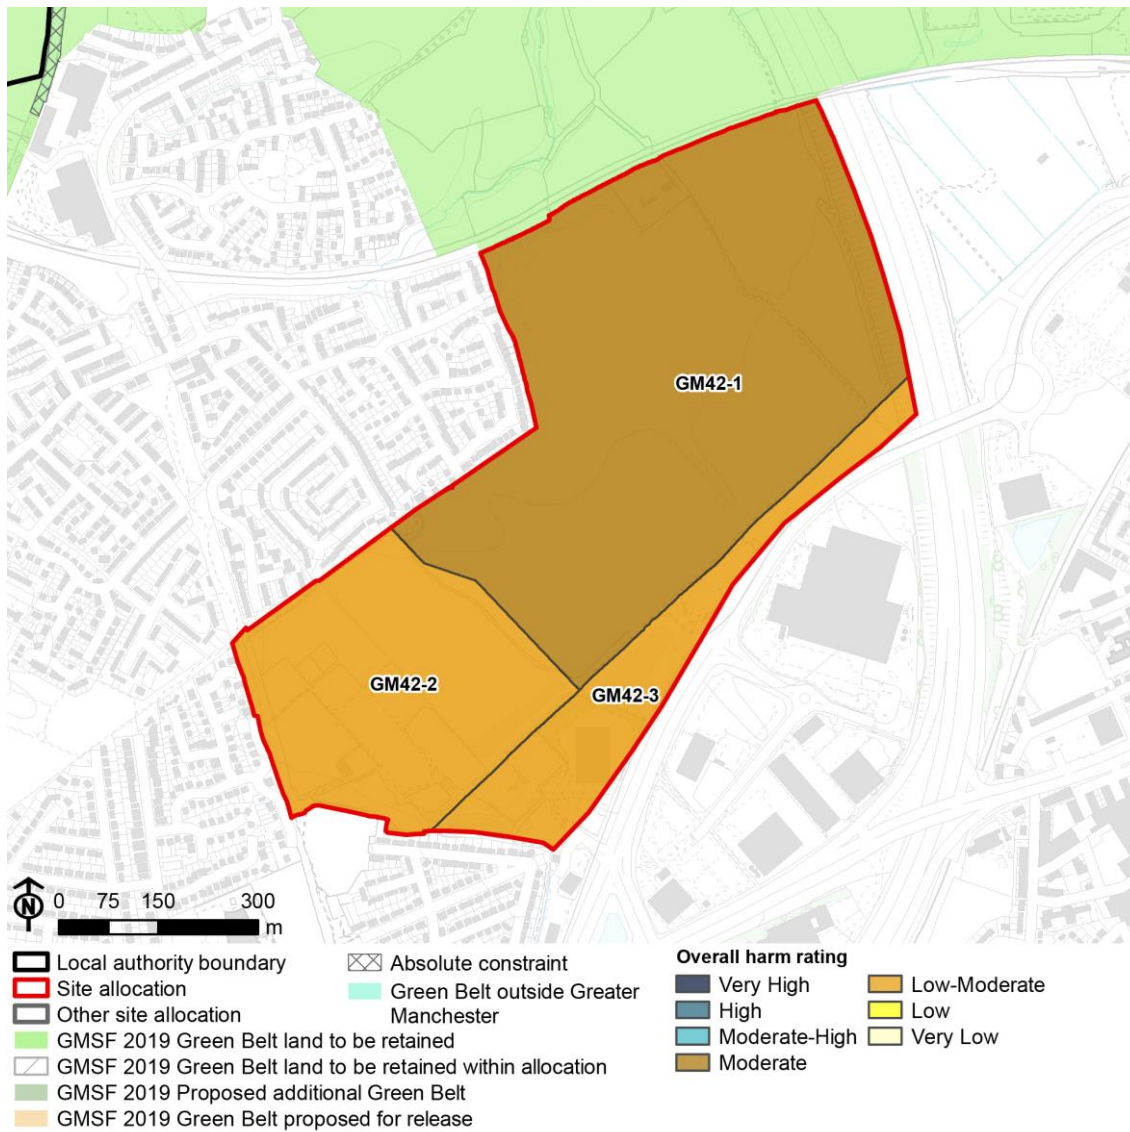 GM42-1
GM42-2
GM42-3
N
0 75 150 300
m
Local authority boundary
Site allocation
Other site allocation
GMSF 2019 Green Belt land to be retained
GMSF 2019 Green Belt land to be retained within allocation
GMSF 2019 Proposed additional Green Belt
GMSF 2019 Green Belt proposed for release
Absolute constraint
Green Belt outside Greater
Manchester
Overall harm rating
Very High
High
Moderate-High
Moderate
Low-Moderate
Low
Very Low